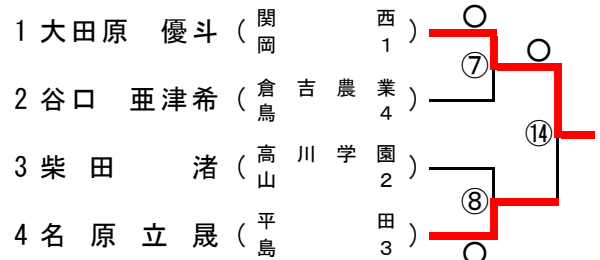 1 大田原 優斗 (関西 岡1) ○
⑦ ○
2 谷口 亜津希 (倉吉農業 鳥4)
⑭
3 柴田 渚 (高川学園 山2)
⑧
4 名原立晟 (平田 島3) ○